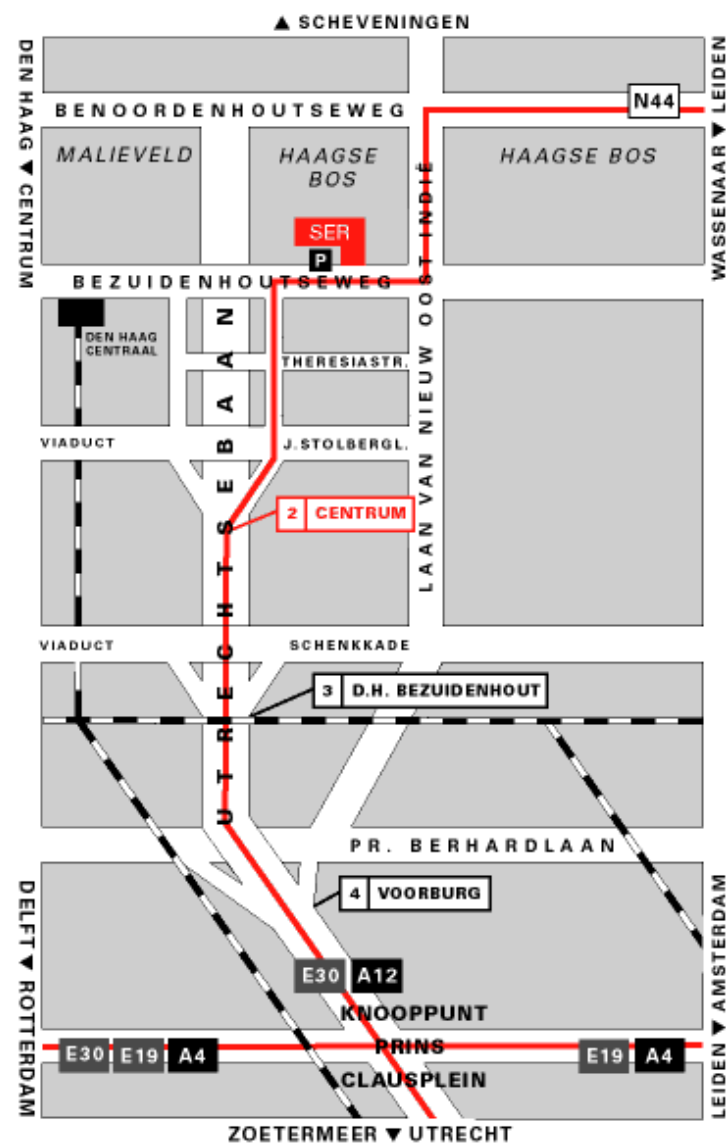 ▲ SCHEVENINGEN
DEN HAAG ▼ CENTRUM
WASSENAAR ▼ LEIDEN
N44
BENOORDENHOUTSEWEG
MALIEVELD
HAAGSE
BOS
HAAGSE BOS
SER
P
BEZUIDENHOUTSEWEG
LAAN VAN NIEUW OOST INDIË
DEN HAAG
CENTRAAL
THERESIASTR.
VIADUCT
J.STOLBERGL.
UTRECHTSEBAAN
2 CENTRUM
VIADUCT
SCHENKKADE
3 D.H. BEZUIDENHOUT
PR. BERHARDLAAN
4 VOORBURG
DELFT ▼ ROTTERDAM
LEIDEN ▼ AMSTERDAM
E30 A12
KNOOPPUNT
PRINS
CLAUSPLEIN
E30 E19 A4
E19 A4
ZOETERMEER ▼ UTRECHT